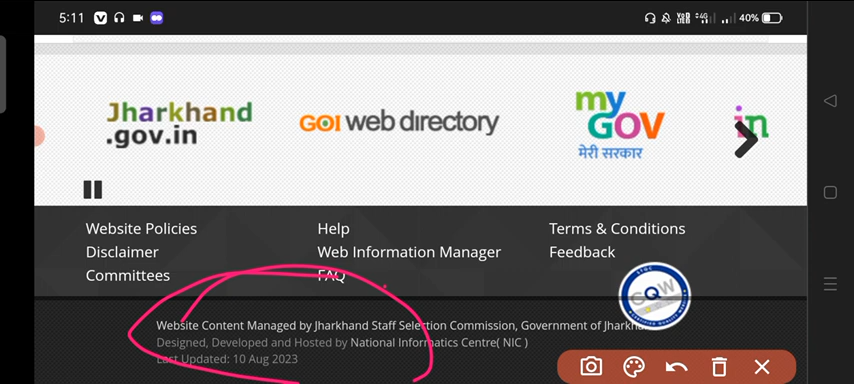 5:11
40%
Jharkhand
.gov.in
GOI web directory
my
GOV
मेरी सरकार
in
Website Policies
Help
Terms & Conditions
Disclaimer
Web Information Manager
Feedback
Committees
FAQ
Website Content Managed by Jharkhand Staff Selection Commission, Government of Jharkh
Designed, Developed and Hosted by National Informatics Centre( NIC )
Last Updated: 10 Aug 2023